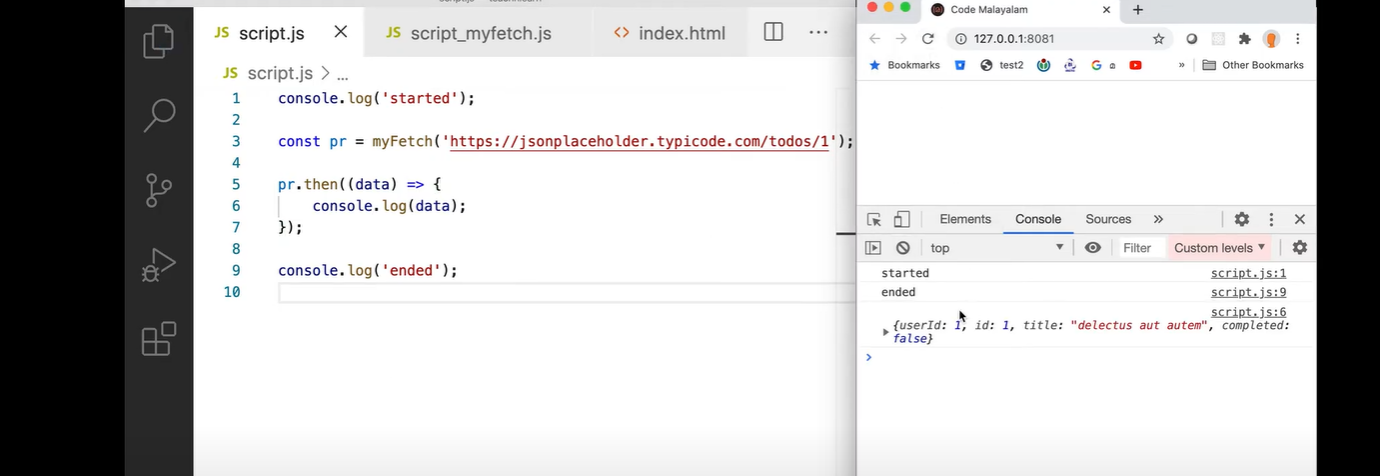 JS script.js
JS script_myfetch.js
<> index.html
...
JS script.js > ...
1 console.log('started');
2
3 const pr = myFetch('https://jsonplaceholder.typicode.com/todos/1');
4
5 pr.then((data) => {
6 console.log(data);
7 });
8
9 console.log('ended');
10
Code Malayalam
127.0.0.1:8081
Bookmarks
test2
G
»
Other Bookmarks
Elements
Console
Sources
»
top
Filter
Custom levels
started script.js:1
ended script.js:9
script.js:6
{userId: 1, id: 1, title: "delectus aut autem", completed:
false}
>